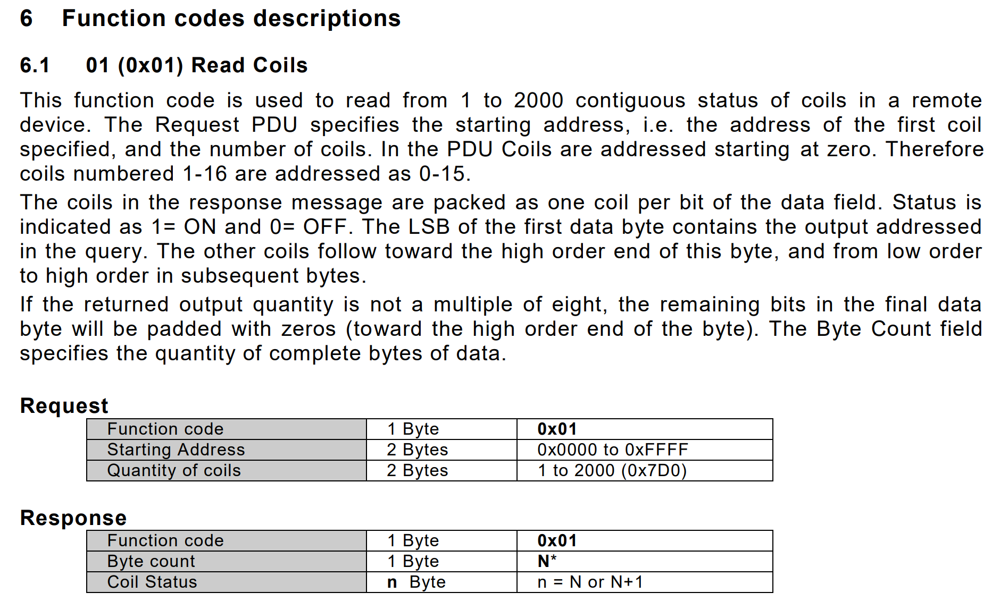 6 Function codes descriptions
6.1 01 (0x01) Read Coils
This function code is used to read from 1 to 2000 contiguous status of coils in a remote
device. The Request PDU specifies the starting address, i.e. the address of the first coil
specified, and the number of coils. In the PDU Coils are addressed starting at zero. Therefore
coils numbered 1-16 are addressed as 0-15.
The coils in the response message are packed as one coil per bit of the data field. Status is
indicated as 1= ON and 0= OFF. The LSB of the first data byte contains the output addressed
in the query. The other coils follow toward the high order end of this byte, and from low order
to high order in subsequent bytes.
If the returned output quantity is not a multiple of eight, the remaining bits in the final data
byte will be padded with zeros (toward the high order end of the byte). The Byte Count field
specifies the quantity of complete bytes of data.
Request
Function code 1 Byte 0x01
Starting Address 2 Bytes 0x0000 to 0xFFFF
Quantity of coils 2 Bytes 1 to 2000 (0x7D0)
Response
Function code 1 Byte 0x01
Byte count 1 Byte N*
Coil Status n Byte n = N or N+1